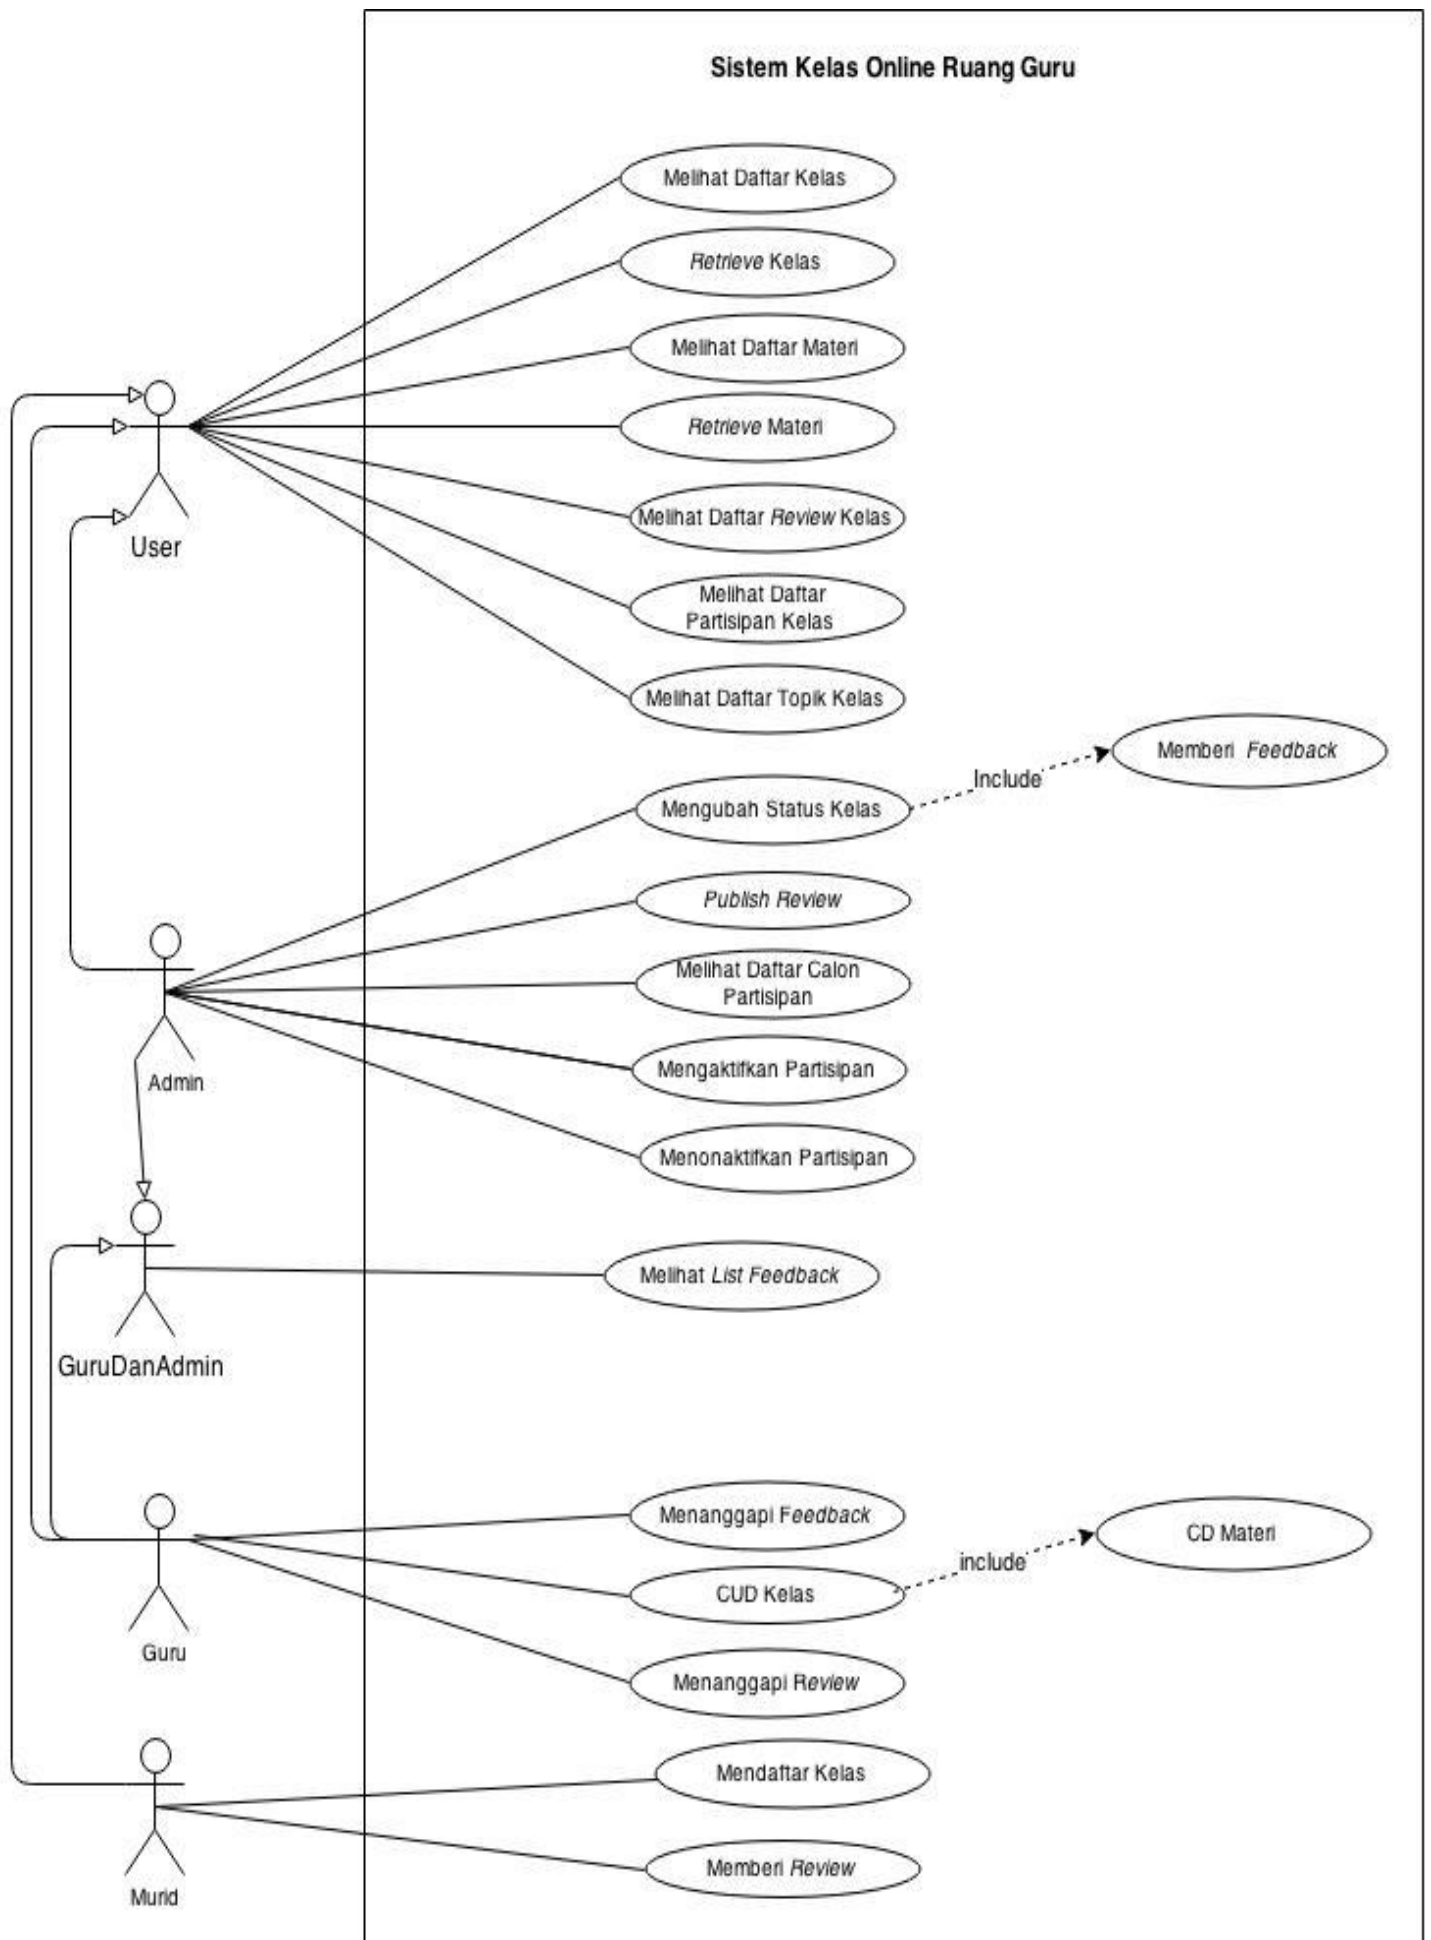 Sistem Kelas Online Ruang Guru
Melihat Daftar Kelas
Retrieve Kelas
Melihat Daftar Materi
Retrieve Materi
Melihat Daftar Review Kelas
User
Melihat Daftar
Partisipan Kelas
Melihat Daftar Topik Kelas
Memberi Feedback
Include
Mengubah Status Kelas
Publish Review
Melihat Daftar Calon
Partisipan
Mengaktifkan Partisipan
Admin
Menonaktifkan Partisipan
Melihat List Feedback
GuruDanAdmin
Menanggapi Feedback
CD Materi
include
CUD Kelas
Guru
Menanggapi Review
Mendaftar Kelas
Memberi Review
Murid